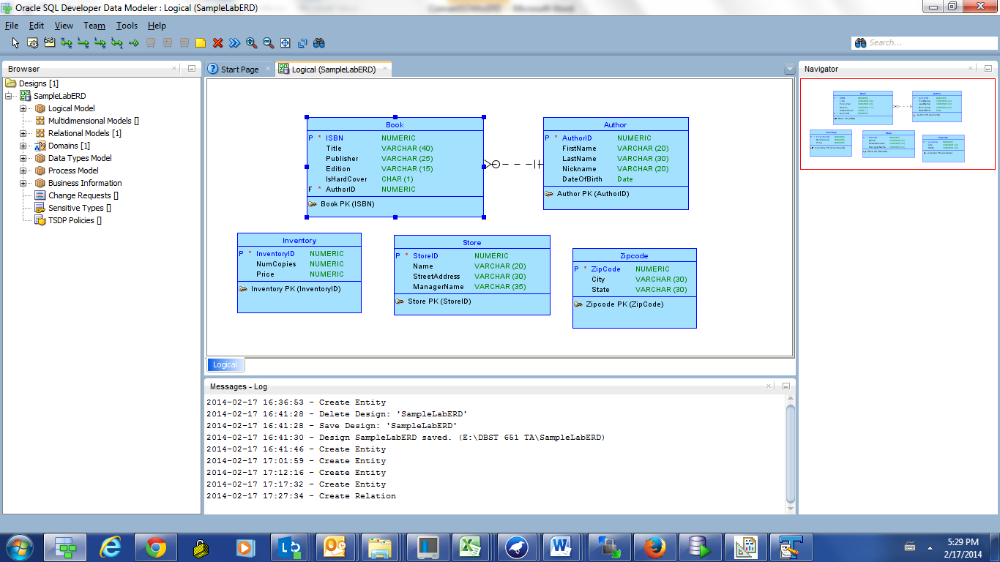 Oracle SQL Developer Data Modeler : Logical (SampleLabERD)
File Edit View Team Tools Help
Search...
Browser
Designs [1]
SampleLabERD
Logical Model
Multidimensional Models []
Relational Models [1]
Domains [1]
Data Types Model
Process Model
Business Information
Change Requests []
Sensitive Types []
TSDP Policies []
Start Page
Logical (SampleLabERD)
Book
P * ISBN NUMERIC
Title VARCHAR (40)
Publisher VARCHAR (25)
Edition VARCHAR (15)
IsHardCover CHAR (1)
F * AuthorID NUMERIC
Book PK (ISBN)
Author
P * AuthorID NUMERIC
FirstName VARCHAR (20)
LastName VARCHAR (30)
Nickname VARCHAR (20)
DateOfBirth Date
Author PK (AuthorID)
Inventory
P * InventoryID NUMERIC
NumCopies NUMERIC
Price NUMERIC
Inventory PK (InventoryID)
Store
P * StoreID NUMERIC
Name VARCHAR (20)
StreetAddress VARCHAR (30)
ManagerName VARCHAR (35)
Store PK (StoreID)
Zipcode
P * ZipCode NUMERIC
City VARCHAR (30)
State VARCHAR (30)
Zipcode PK (ZipCode)
Logical
Messages - Log
2014-02-17 16:36:53 - Create Entity
2014-02-17 16:41:28 - Delete Design: 'SampleLabERD'
2014-02-17 16:41:28 - Save Design: 'SampleLabERD'
2014-02-17 16:41:30 - Design SampleLabERD saved. (E:\DBST 651 TA\SampleLabERD)
2014-02-17 16:41:46 - Create Entity
2014-02-17 17:01:59 - Create Entity
2014-02-17 17:12:16 - Create Entity
2014-02-17 17:17:32 - Create Entity
2014-02-17 17:27:34 - Create Relation
Navigator
5:29 PM
2/17/2014